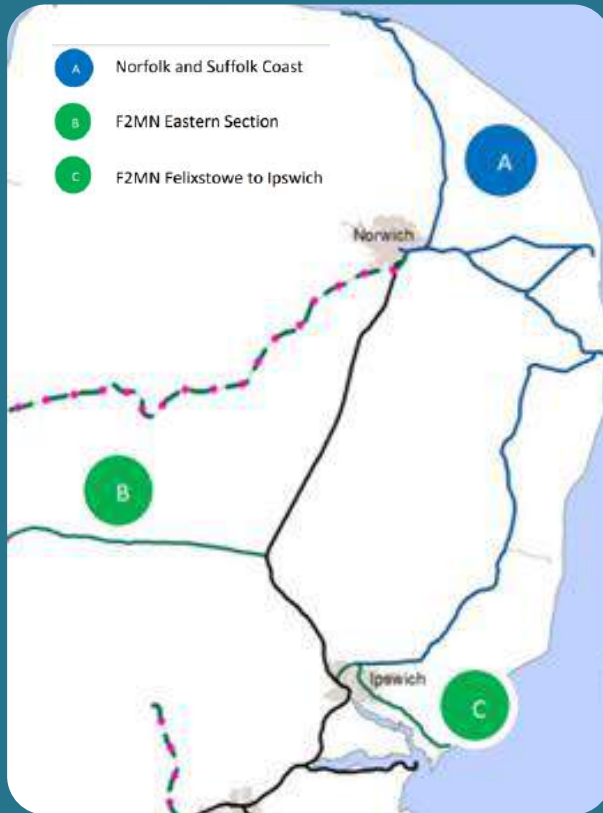 A Norfolk and Suffolk Coast
B F2MN Eastern Section
C F2MN Felixstowe to Ipswich
A
Norwich
B
Ipswich
C